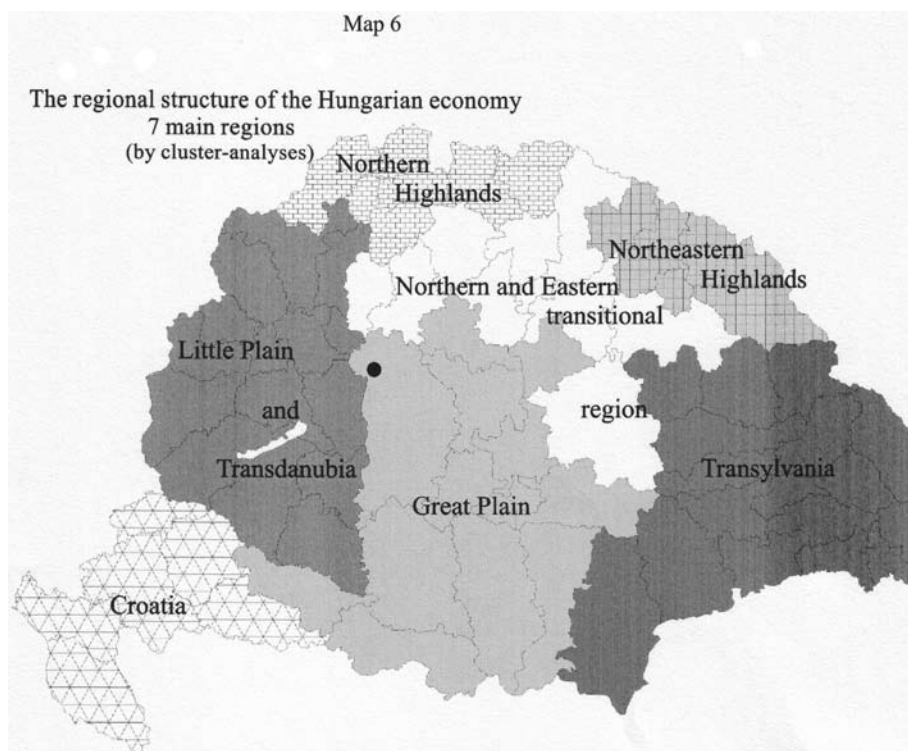 Map 6
The regional structure of the Hungarian economy
7 main regions
(by cluster-analyses)
Northern
Highlands
Northeastern
Highlands
Northern and Eastern
transitional
region
Little Plain
and
Transdanubia
Great Plain
Transylvania
Croatia